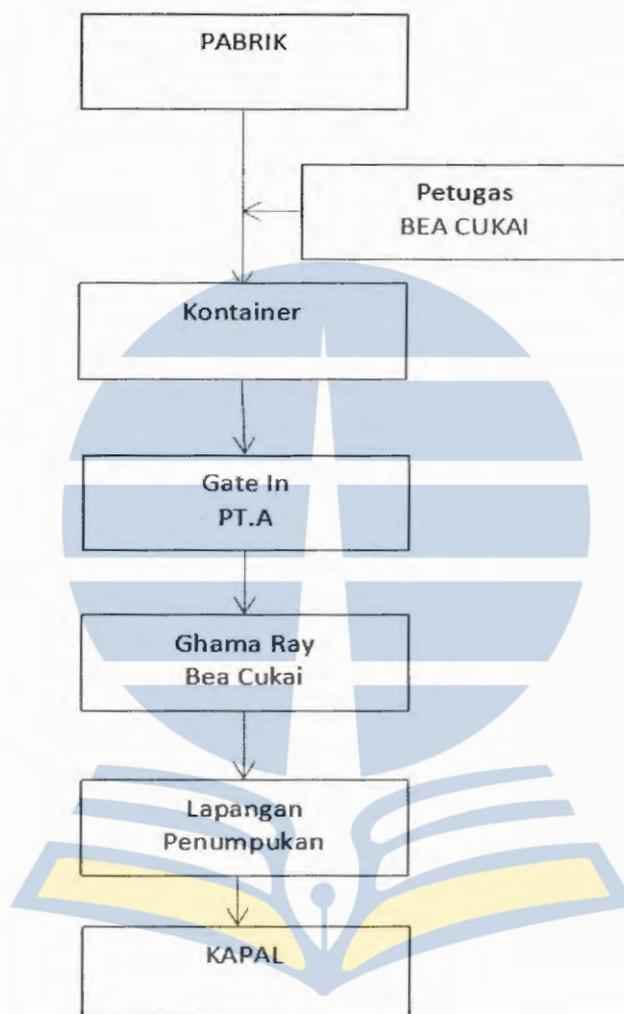 PABRIK
Petugas
BEA CUKAI
Kontainer
Gate In
PT.A
Ghama Ray
Bea Cukai
Lapangan
Penumpukan
KAPAL